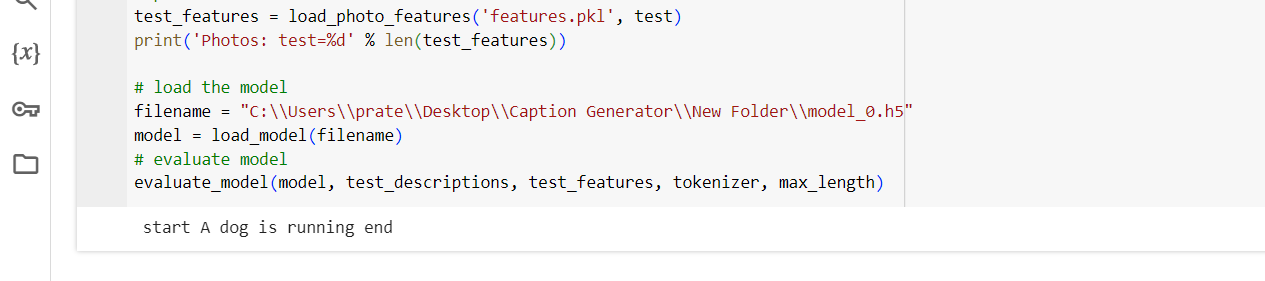 test_features = load_photo_features('features.pkl', test)
print('Photos: test=%d' % len(test_features))
{x}
# load the model
filename = "C:\\Users\\prate\\Desktop\\Caption Generator\\New Folder\\model_0.h5"
model = load_model(filename)
# evaluate model
evaluate_model(model, test_descriptions, test_features, tokenizer, max_length)
start A dog is running end